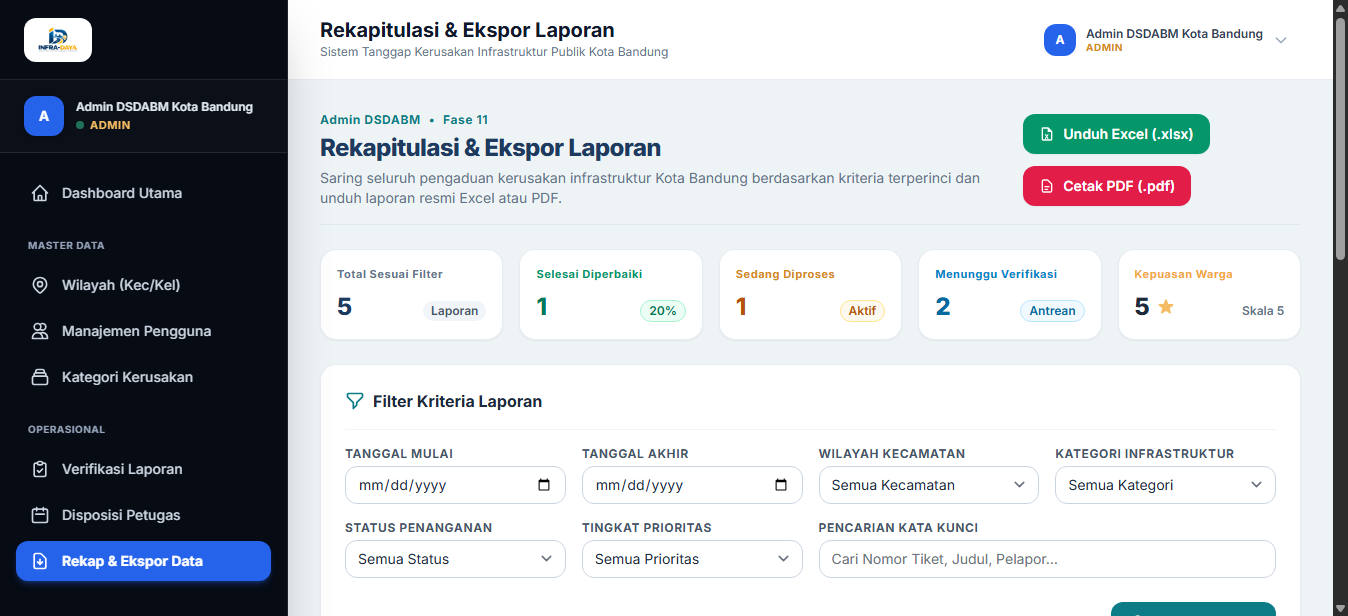 INFRA-DAYA
A
Admin DSDABM Kota Bandung
ADMIN
Dashboard Utama
MASTER DATA
Wilayah (Kec/Kel)
Manajemen Pengguna
Kategori Kerusakan
OPERASIONAL
Verifikasi Laporan
Disposisi Petugas
Rekap & Ekspor Data
Rekapitulasi & Ekspor Laporan
Sistem Tanggap Kerusakan Infrastruktur Publik Kota Bandung
A
Admin DSDABM Kota Bandung
ADMIN
Admin DSDABM • Fase 11
Rekapitulasi & Ekspor Laporan
Saring seluruh pengaduan kerusakan infrastruktur Kota Bandung berdasarkan kriteria terperinci dan
unduh laporan resmi Excel atau PDF.
Unduh Excel (.xlsx)
Cetak PDF (.pdf)
Total Sesuai Filter
5 Laporan
Selesai Diperbaiki
1 20%
Sedang Diproses
1 Aktif
Menunggu Verifikasi
2 Antrean
Kepuasan Warga
5 Skala 5
Filter Kriteria Laporan
TANGGAL MULAI TANGGAL AKHIR WILAYAH KECAMATAN KATEGORI INFRASTRUKTUR
mm/dd/yyyy mm/dd/yyyy Semua Kecamatan Semua Kategori
STATUS PENANGANAN TINGKAT PRIORITAS PENCARIAN KATA KUNCI
Semua Status Semua Prioritas Cari Nomor Tiket, Judul, Pelapor...